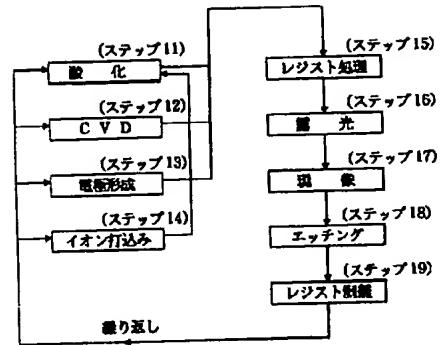 (ステップ11)
酸 化
(ステップ12)
C V D
(ステップ13)
電極形成
(ステップ14)
イオン打込み
(ステップ15)
レジスト処理
(ステップ16)
露 光
(ステップ17)
現 像
(ステップ18)
エッチング
(ステップ19)
レジスト剥離
繰り返し